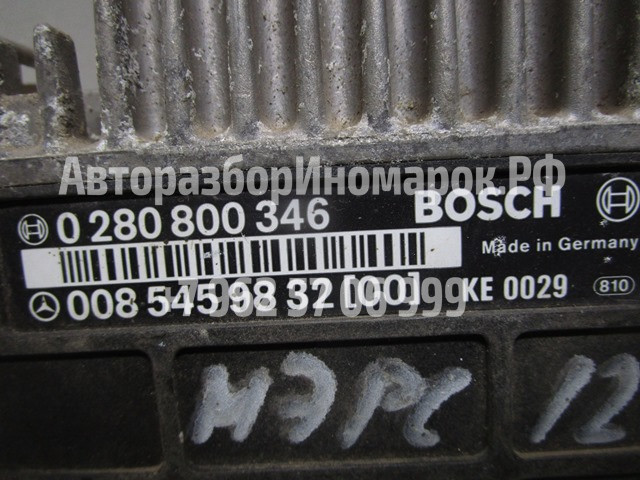 АвторазборИномарок.РФ
0 280 800 346 BOSCH
Made in Germany
008 545 98 32 [00] KE 0029 810
МЭРС 12